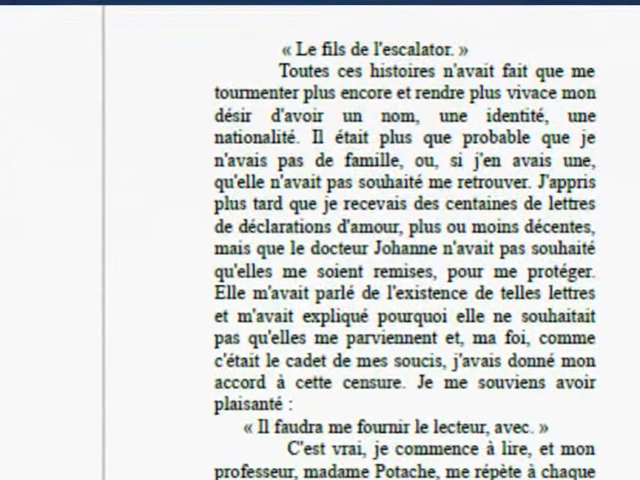 « Le fils de l'escalator. »
Toutes ces histoires n'avait fait que me
tourmenter plus encore et rendre plus vivace mon
désir d'avoir un nom, une identité, une
nationalité. Il était plus que probable que je
n'avais pas de famille, ou, si j'en avais une,
qu'elle n'avait pas souhaité me retrouver. J'appris
plus tard que je recevais des centaines de lettres
de déclarations d'amour, plus ou moins décentes,
mais que le docteur Johanne n'avait pas souhaité
qu'elles me soient remises, pour me protéger.
Elle m'avait parlé de l'existence de telles lettres
et m'avait expliqué pourquoi elle ne souhaitait
pas qu'elles me parviennent et, ma foi, comme
c'était le cadet de mes soucis, j'avais donné mon
accord à cette censure. Je me souviens avoir
plaisanté :
« Il faudra me fournir le lecteur, avec. »
C'est vrai, je commence à lire, et mon
professeur, madame Potache, me répète à chaque